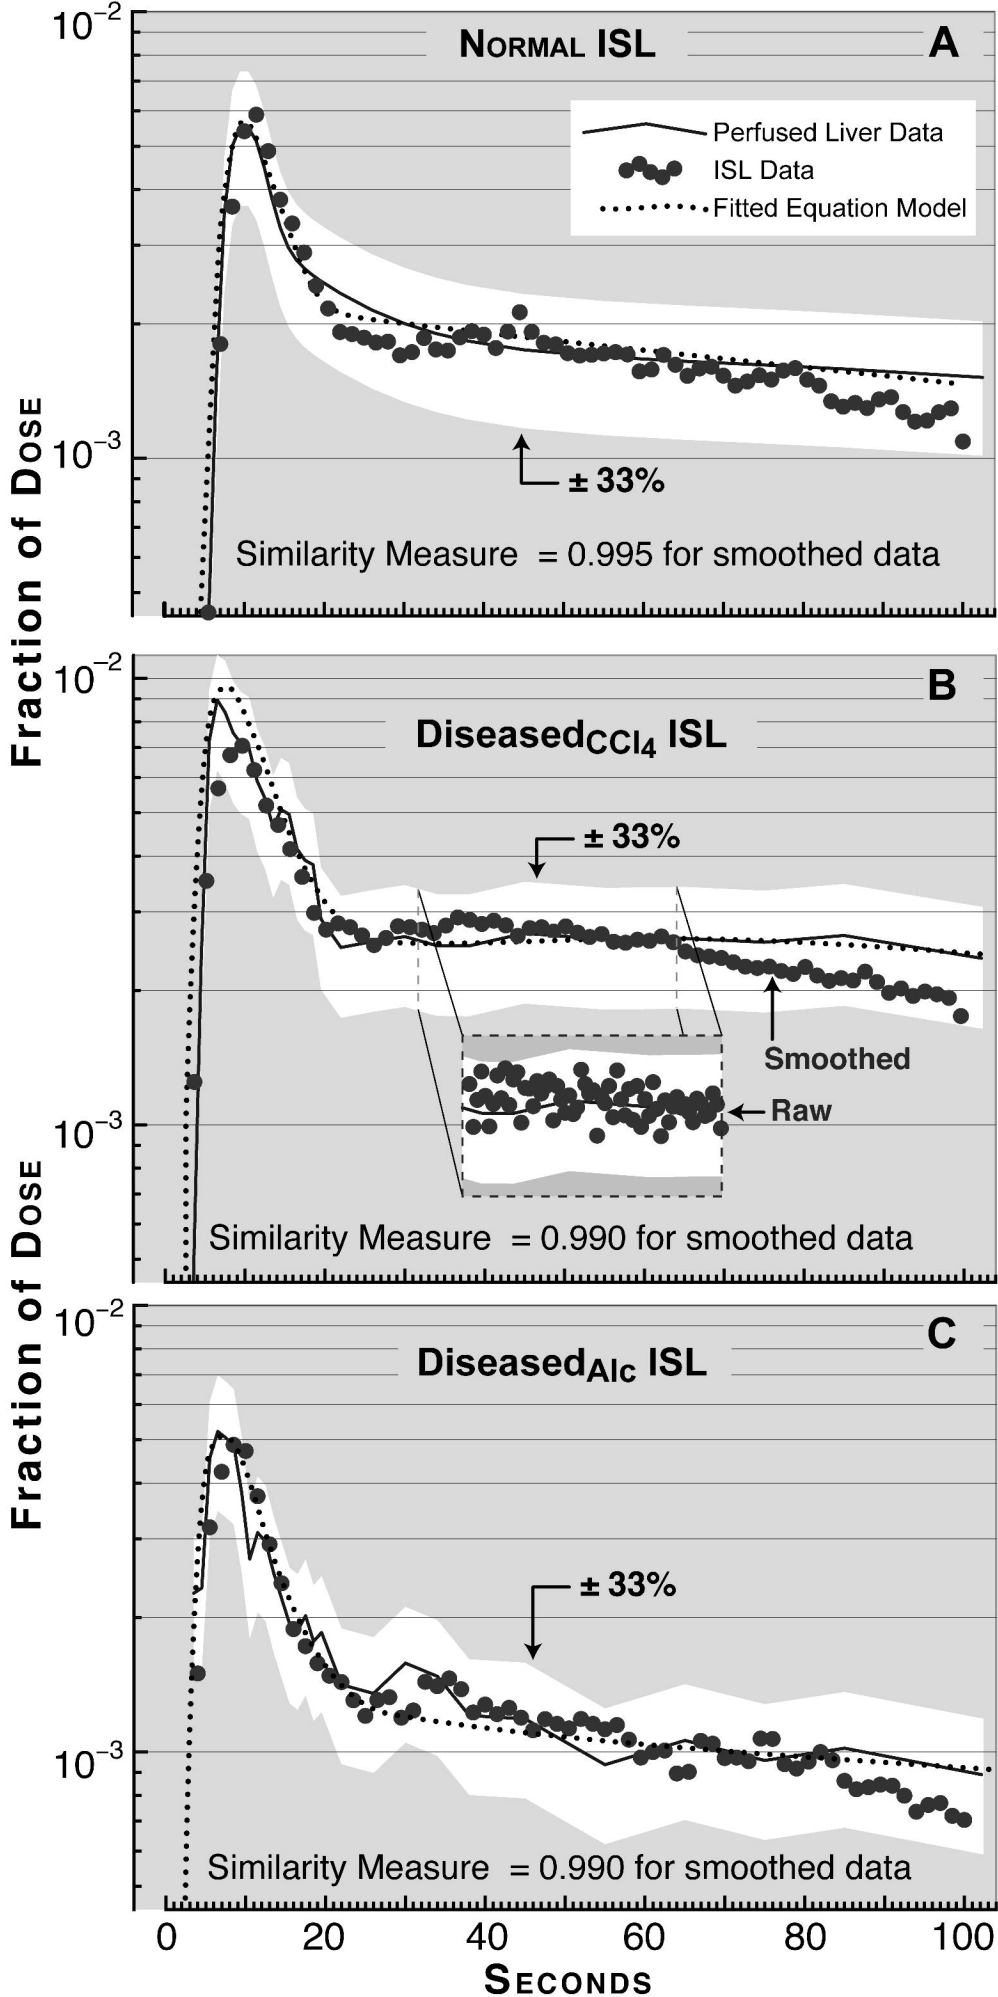 10⁻²
NORMAL ISL
A
Perfused Liver Data
ISL Data
Fitted Equation Model
10⁻³
± 33%
Similarity Measure = 0.995 for smoothed data
FRACTION OF DOSE
10⁻²
B
Diseased_CCl4 ISL
± 33%
Smoothed
Raw
10⁻³
Similarity Measure = 0.990 for smoothed data
FRACTION OF DOSE
10⁻²
C
Diseased_Alc ISL
± 33%
10⁻³
Similarity Measure = 0.990 for smoothed data
0 20 40 60 80 100
SECONDS